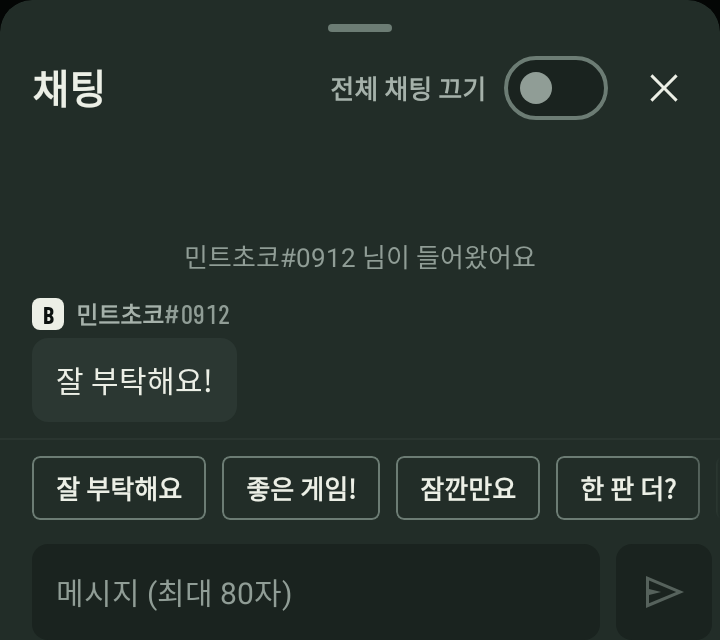 채팅
전체 채팅 끄기
민트초코#0912 님이 들어왔어요
B 민트초코#0912
잘 부탁해요!
잘 부탁해요 좋은 게임! 잠깐만요 한 판 더?
메시지 (최대 80자)